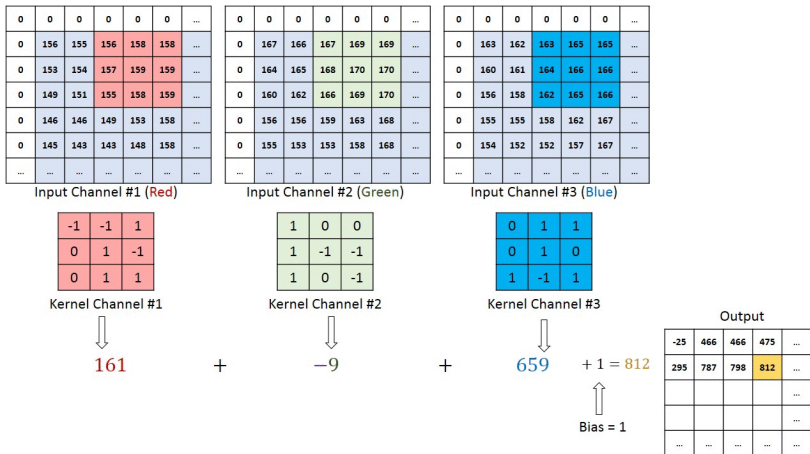 0 0 0 0 0 0 ...
0 156 155 156 158 158 ...
0 153 154 157 159 159 ...
0 149 151 155 158 159 ...
0 146 146 149 153 158 ...
0 145 143 143 148 158 ...
... ... ... ... ... ... ...
Input Channel #1 (Red)
0 0 0 0 0 0 ...
0 167 166 167 169 169 ...
0 164 165 168 170 170 ...
0 160 162 166 169 170 ...
0 156 156 159 163 168 ...
0 155 153 153 158 168 ...
... ... ... ... ... ... ...
Input Channel #2 (Green)
0 0 0 0 0 0 ...
0 163 162 163 165 165 ...
0 160 161 164 166 166 ...
0 156 158 162 165 166 ...
0 155 155 158 162 167 ...
0 154 152 152 157 167 ...
... ... ... ... ... ... ...
Input Channel #3 (Blue)
-1 -1 1
0 1 -1
0 1 1
Kernel Channel #1
1 0 0
1 -1 -1
1 0 -1
Kernel Channel #2
0 1 1
0 1 0
1 -1 1
Kernel Channel #3
161 + −9 + 659 + 1 = 812
Bias = 1
Output
-25 466 466 475 ...
295 787 798 812 ...
...
...
... ... ... ... ...